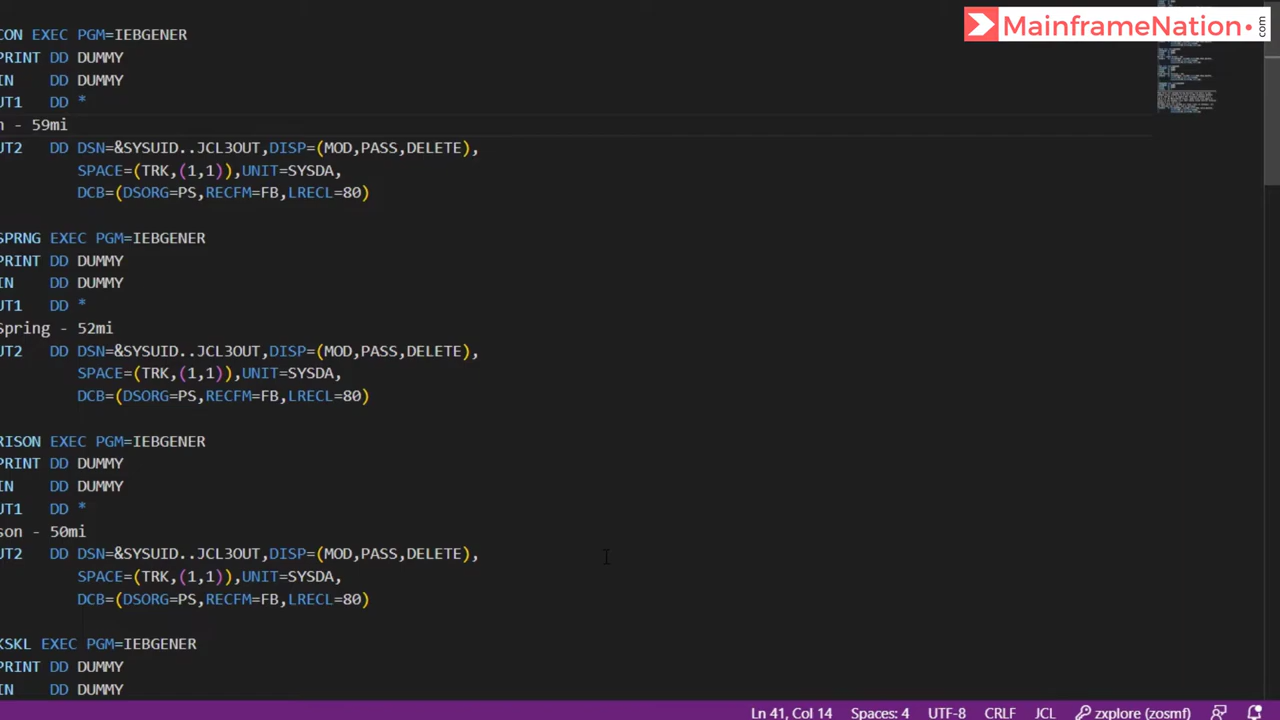 MainframeNation.com
CON EXEC PGM=IEBGENER
PRINT DD DUMMY
IN DD DUMMY
UT1 DD *
n - 59mi
UT2 DD DSN=&SYSUID..JCL3OUT,DISP=(MOD,PASS,DELETE),
SPACE=(TRK,(1,1)),UNIT=SYSDA,
DCB=(DSORG=PS,RECFM=FB,LRECL=80)
SPRNG EXEC PGM=IEBGENER
PRINT DD DUMMY
IN DD DUMMY
UT1 DD *
Spring - 52mi
UT2 DD DSN=&SYSUID..JCL3OUT,DISP=(MOD,PASS,DELETE),
SPACE=(TRK,(1,1)),UNIT=SYSDA,
DCB=(DSORG=PS,RECFM=FB,LRECL=80)
RISON EXEC PGM=IEBGENER
PRINT DD DUMMY
IN DD DUMMY
UT1 DD *
son - 50mi
UT2 DD DSN=&SYSUID..JCL3OUT,DISP=(MOD,PASS,DELETE),
SPACE=(TRK,(1,1)),UNIT=SYSDA,
DCB=(DSORG=PS,RECFM=FB,LRECL=80)
KSKL EXEC PGM=IEBGENER
PRINT DD DUMMY
IN DD DUMMY
Ln 41, Col 14 Spaces: 4 UTF-8 CRLF JCL zxplore (zosmf)